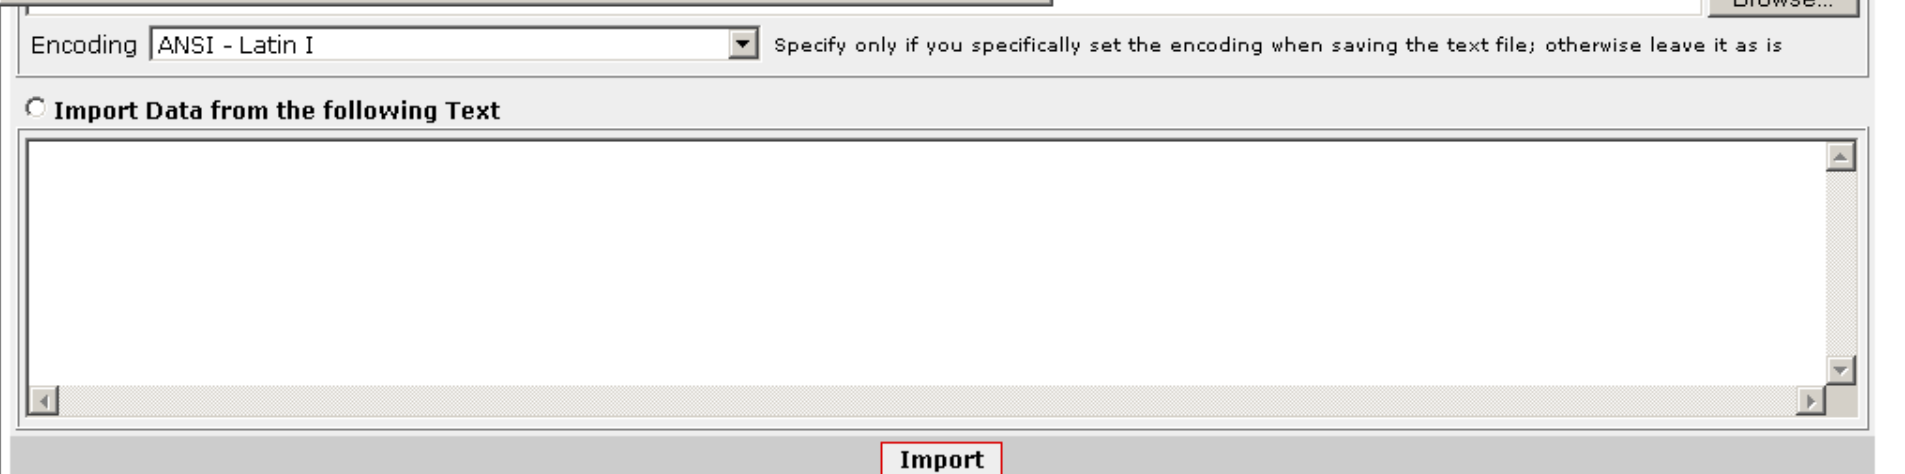 Browse...
Encoding ANSI - Latin I Specify only if you specifically set the encoding when saving the text file; otherwise leave it as is
Import Data from the following Text
Import